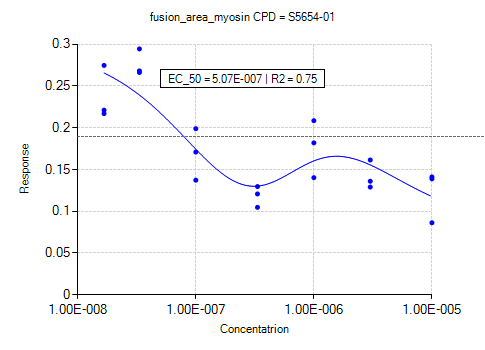 fusion_area_myosin CPD = S5654-01
0.3
EC_50 = 5.07E-007 | R2 = 0.75
0.25
0.2
Response
0.15
0.1
0.05
0
1.00E-008 1.00E-007 1.00E-006 1.00E-005
Concentatrion